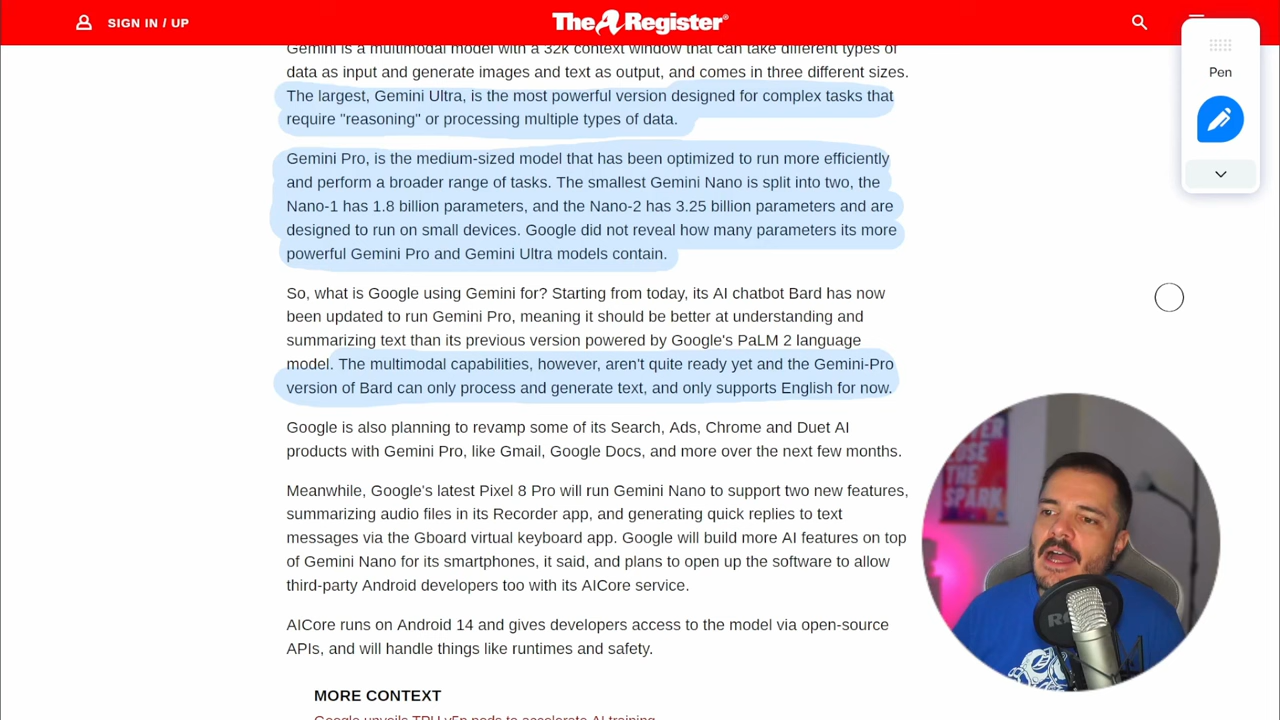 SIGN IN / UP
The Register
Gemini is a multimodal model with a 32k context window that can take different types of
data as input and generate images and text as output, and comes in three different sizes.
The largest, Gemini Ultra, is the most powerful version designed for complex tasks that
require "reasoning" or processing multiple types of data.
Pen
Gemini Pro, is the medium-sized model that has been optimized to run more efficiently
and perform a broader range of tasks. The smallest Gemini Nano is split into two, the
Nano-1 has 1.8 billion parameters, and the Nano-2 has 3.25 billion parameters and are
designed to run on small devices. Google did not reveal how many parameters its more
powerful Gemini Pro and Gemini Ultra models contain.
So, what is Google using Gemini for? Starting from today, its AI chatbot Bard has now
been updated to run Gemini Pro, meaning it should be better at understanding and
summarizing text than its previous version powered by Google's PaLM 2 language
model. The multimodal capabilities, however, aren't quite ready yet and the Gemini-Pro
version of Bard can only process and generate text, and only supports English for now.
Google is also planning to revamp some of its Search, Ads, Chrome and Duet AI
products with Gemini Pro, like Gmail, Google Docs, and more over the next few months.
Meanwhile, Google's latest Pixel 8 Pro will run Gemini Nano to support two new features,
summarizing audio files in its Recorder app, and generating quick replies to text
messages via the Gboard virtual keyboard app. Google will build more AI features on top
of Gemini Nano for its smartphones, it said, and plans to open up the software to allow
third-party Android developers too with its AICore service.
AICore runs on Android 14 and gives developers access to the model via open-source
APIs, and will handle things like runtimes and safety.
MORE CONTEXT
Google unveils TPU v5p pods to accelerate AI training
THE
SPARK